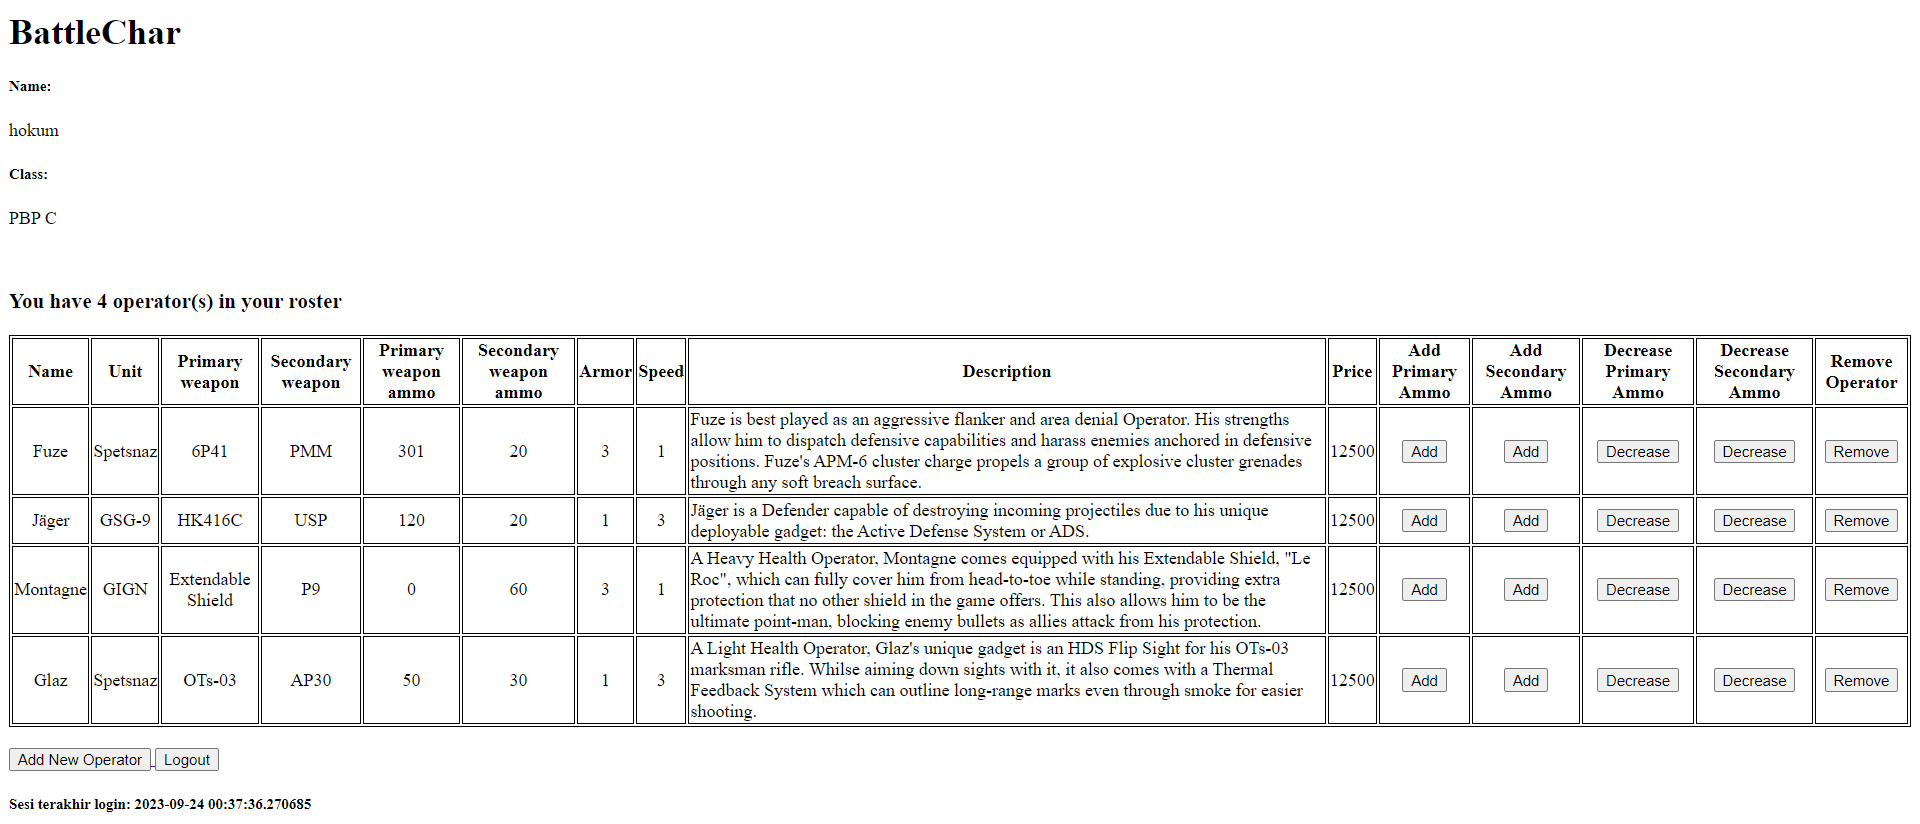 BattleChar
Name:
hokum
Class:
PBP C
You have 4 operator(s) in your roster
Name Unit Primary weapon Secondary weapon Primary weapon ammo Secondary weapon ammo Armor Speed Description Price Add Primary Ammo Add Secondary Ammo Decrease Primary Ammo Decrease Secondary Ammo Remove Operator
Fuze Spetsnaz 6P41 PMM 301 20 3 1 Fuze is best played as an aggressive flanker and area denial Operator. His strengths
allow him to dispatch defensive capabilities and harass enemies anchored in defensive
positions. Fuze's APM-6 cluster charge propels a group of explosive cluster grenades
through any soft breach surface. 12500 Add Add Decrease Decrease Remove
Jäger GSG-9 HK416C USP 120 20 1 3 Jäger is a Defender capable of destroying incoming projectiles due to his unique
deployable gadget: the Active Defense System or ADS. 12500 Add Add Decrease Decrease Remove
Montagne GIGN Extendable Shield P9 0 60 3 1 A Heavy Health Operator, Montagne comes equipped with his Extendable Shield, "Le
Roc", which can fully cover him from head-to-toe while standing, providing extra
protection that no other shield in the game offers. This also allows him to be the
ultimate point-man, blocking enemy bullets as allies attack from his protection. 12500 Add Add Decrease Decrease Remove
Glaz Spetsnaz OTs-03 AP30 50 30 1 3 A Light Health Operator, Glaz's unique gadget is an HDS Flip Sight for his OTs-03
marksman rifle. Whilse aiming down sights with it, it also comes with a Thermal
Feedback System which can outline long-range marks even through smoke for easier
shooting. 12500 Add Add Decrease Decrease Remove
Add New Operator Logout
Sesi terakhir login: 2023-09-24 00:37:36.270685